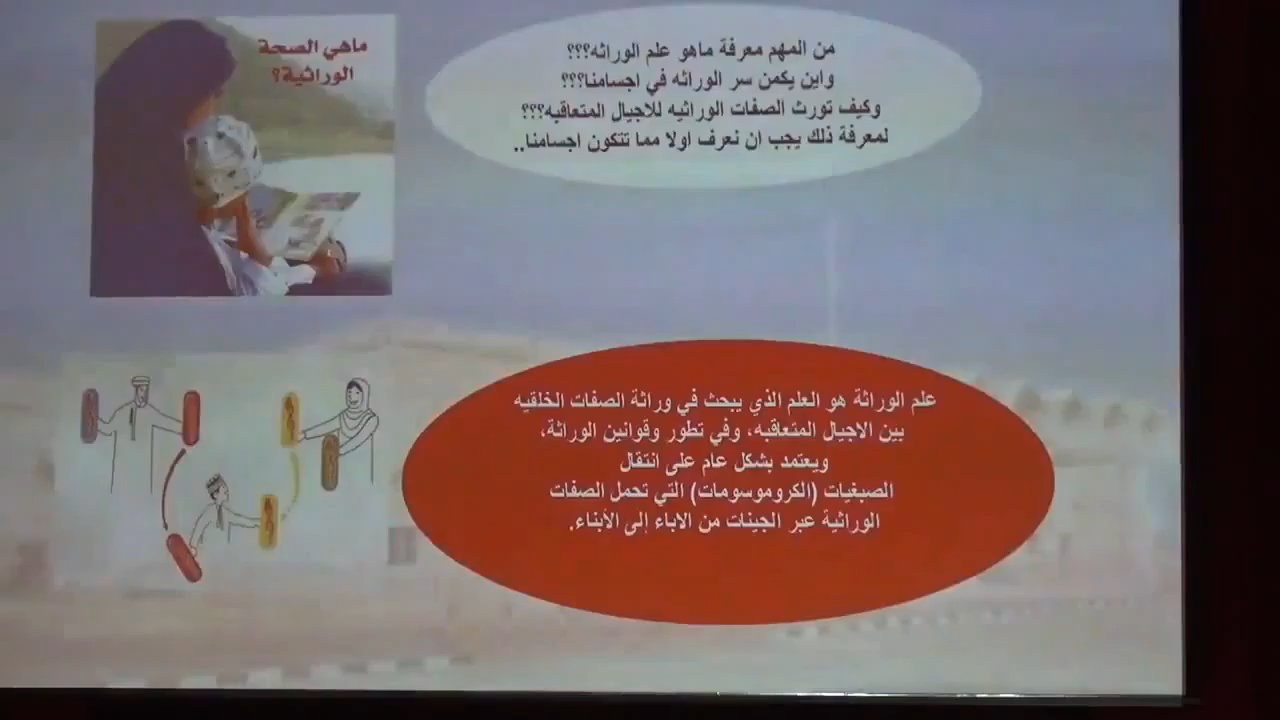 ماهي الصحة
الوراثية؟
من المهم معرفة ماهو علم الوراثه؟؟؟
واين يكمن سر الوراثه في اجسامنا؟؟؟
وكيف تورث الصفات الوراثيه للاجيال المتعاقبه؟؟؟
لمعرفة ذلك يجب ان نعرف اولا مما تتكون اجسامنا..
علم الوراثة هو العلم الذي يبحث في وراثة الصفات الخلقيه
بين الاجيال المتعاقبه، وفي تطور وقوانين الوراثة،
ويعتمد بشكل عام على انتقال
الصبغيات (الكروموسومات) التي تحمل الصفات
الوراثية عبر الجينات من الاباء إلى الأبناء.